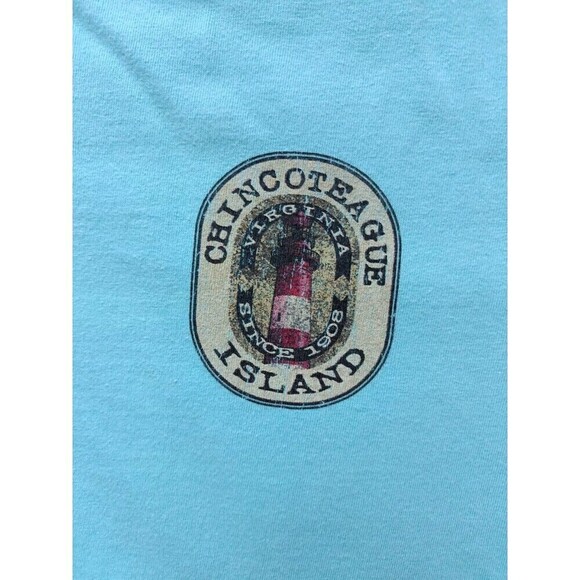 CHINCOTEAGUE
VIRGINIA
SINCE 1908
ISLAND